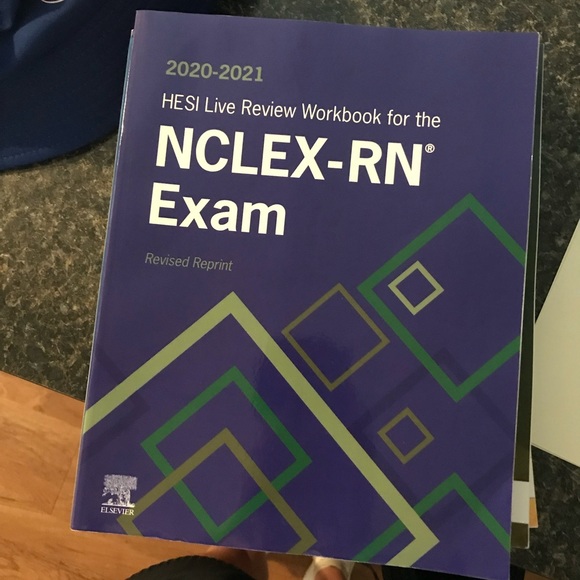 2020-2021
HESI Live Review Workbook for the
NCLEX-RN®
Exam
Revised Reprint
ELSEVIER